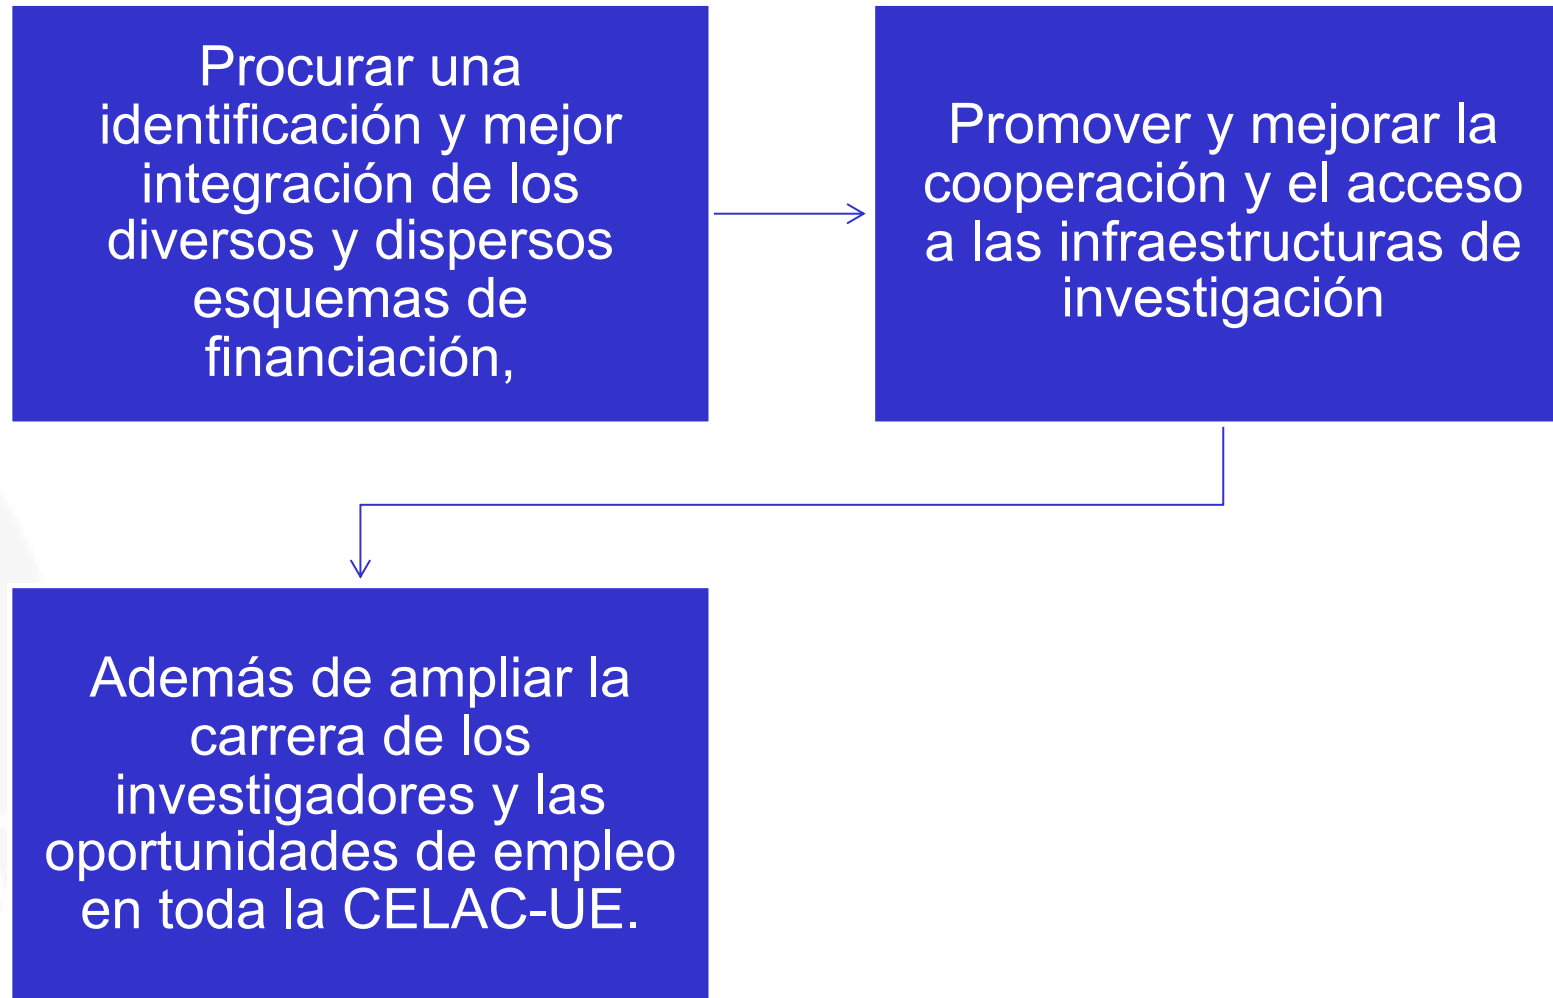 Procurar una
identificación y mejor
integración de los
diversos y dispersos
esquemas de
financiación,
Promover y mejorar la
cooperación y el acceso
a las infraestructuras de
investigación
Además de ampliar la
carrera de los
investigadores y las
oportunidades de empleo
en toda la CELAC-UE.